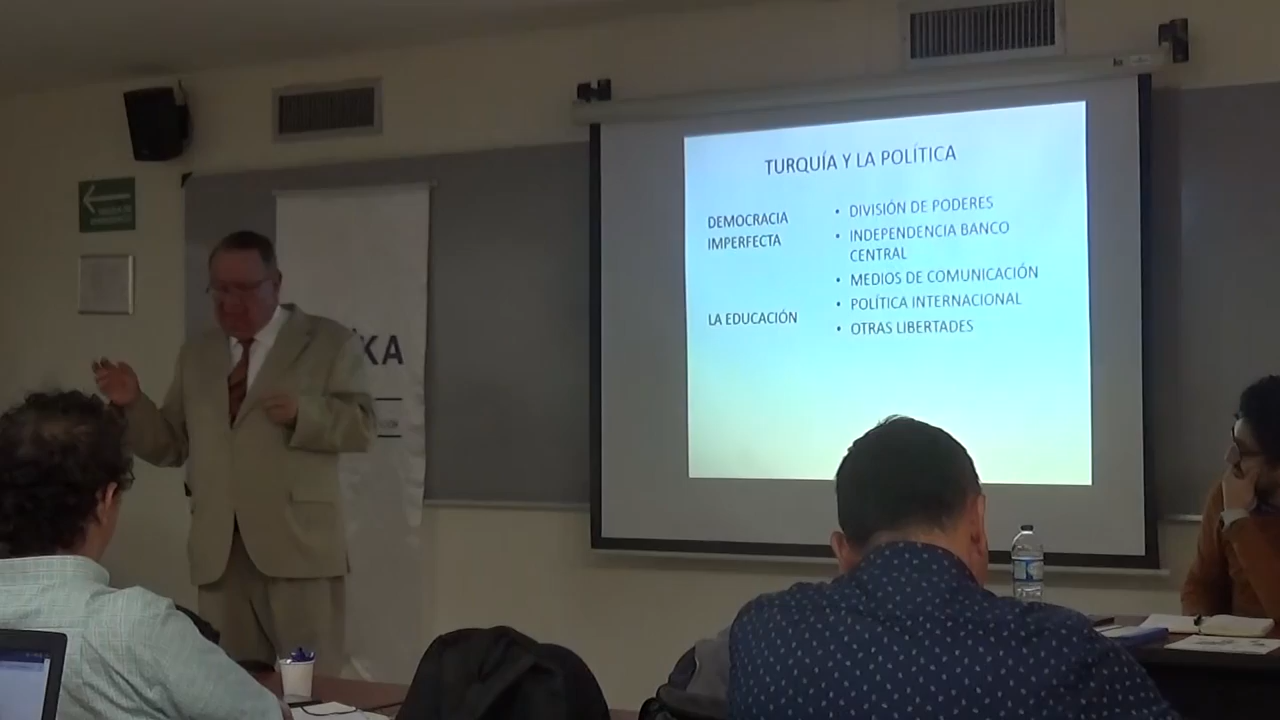 TURQUÍA Y LA POLÍTICA
DEMOCRACIA
IMPERFECTA
LA EDUCACIÓN
• DIVISIÓN DE PODERES
• INDEPENDENCIA BANCO
CENTRAL
• MEDIOS DE COMUNICACIÓN
• POLÍTICA INTERNACIONAL
• OTRAS LIBERTADES
KA